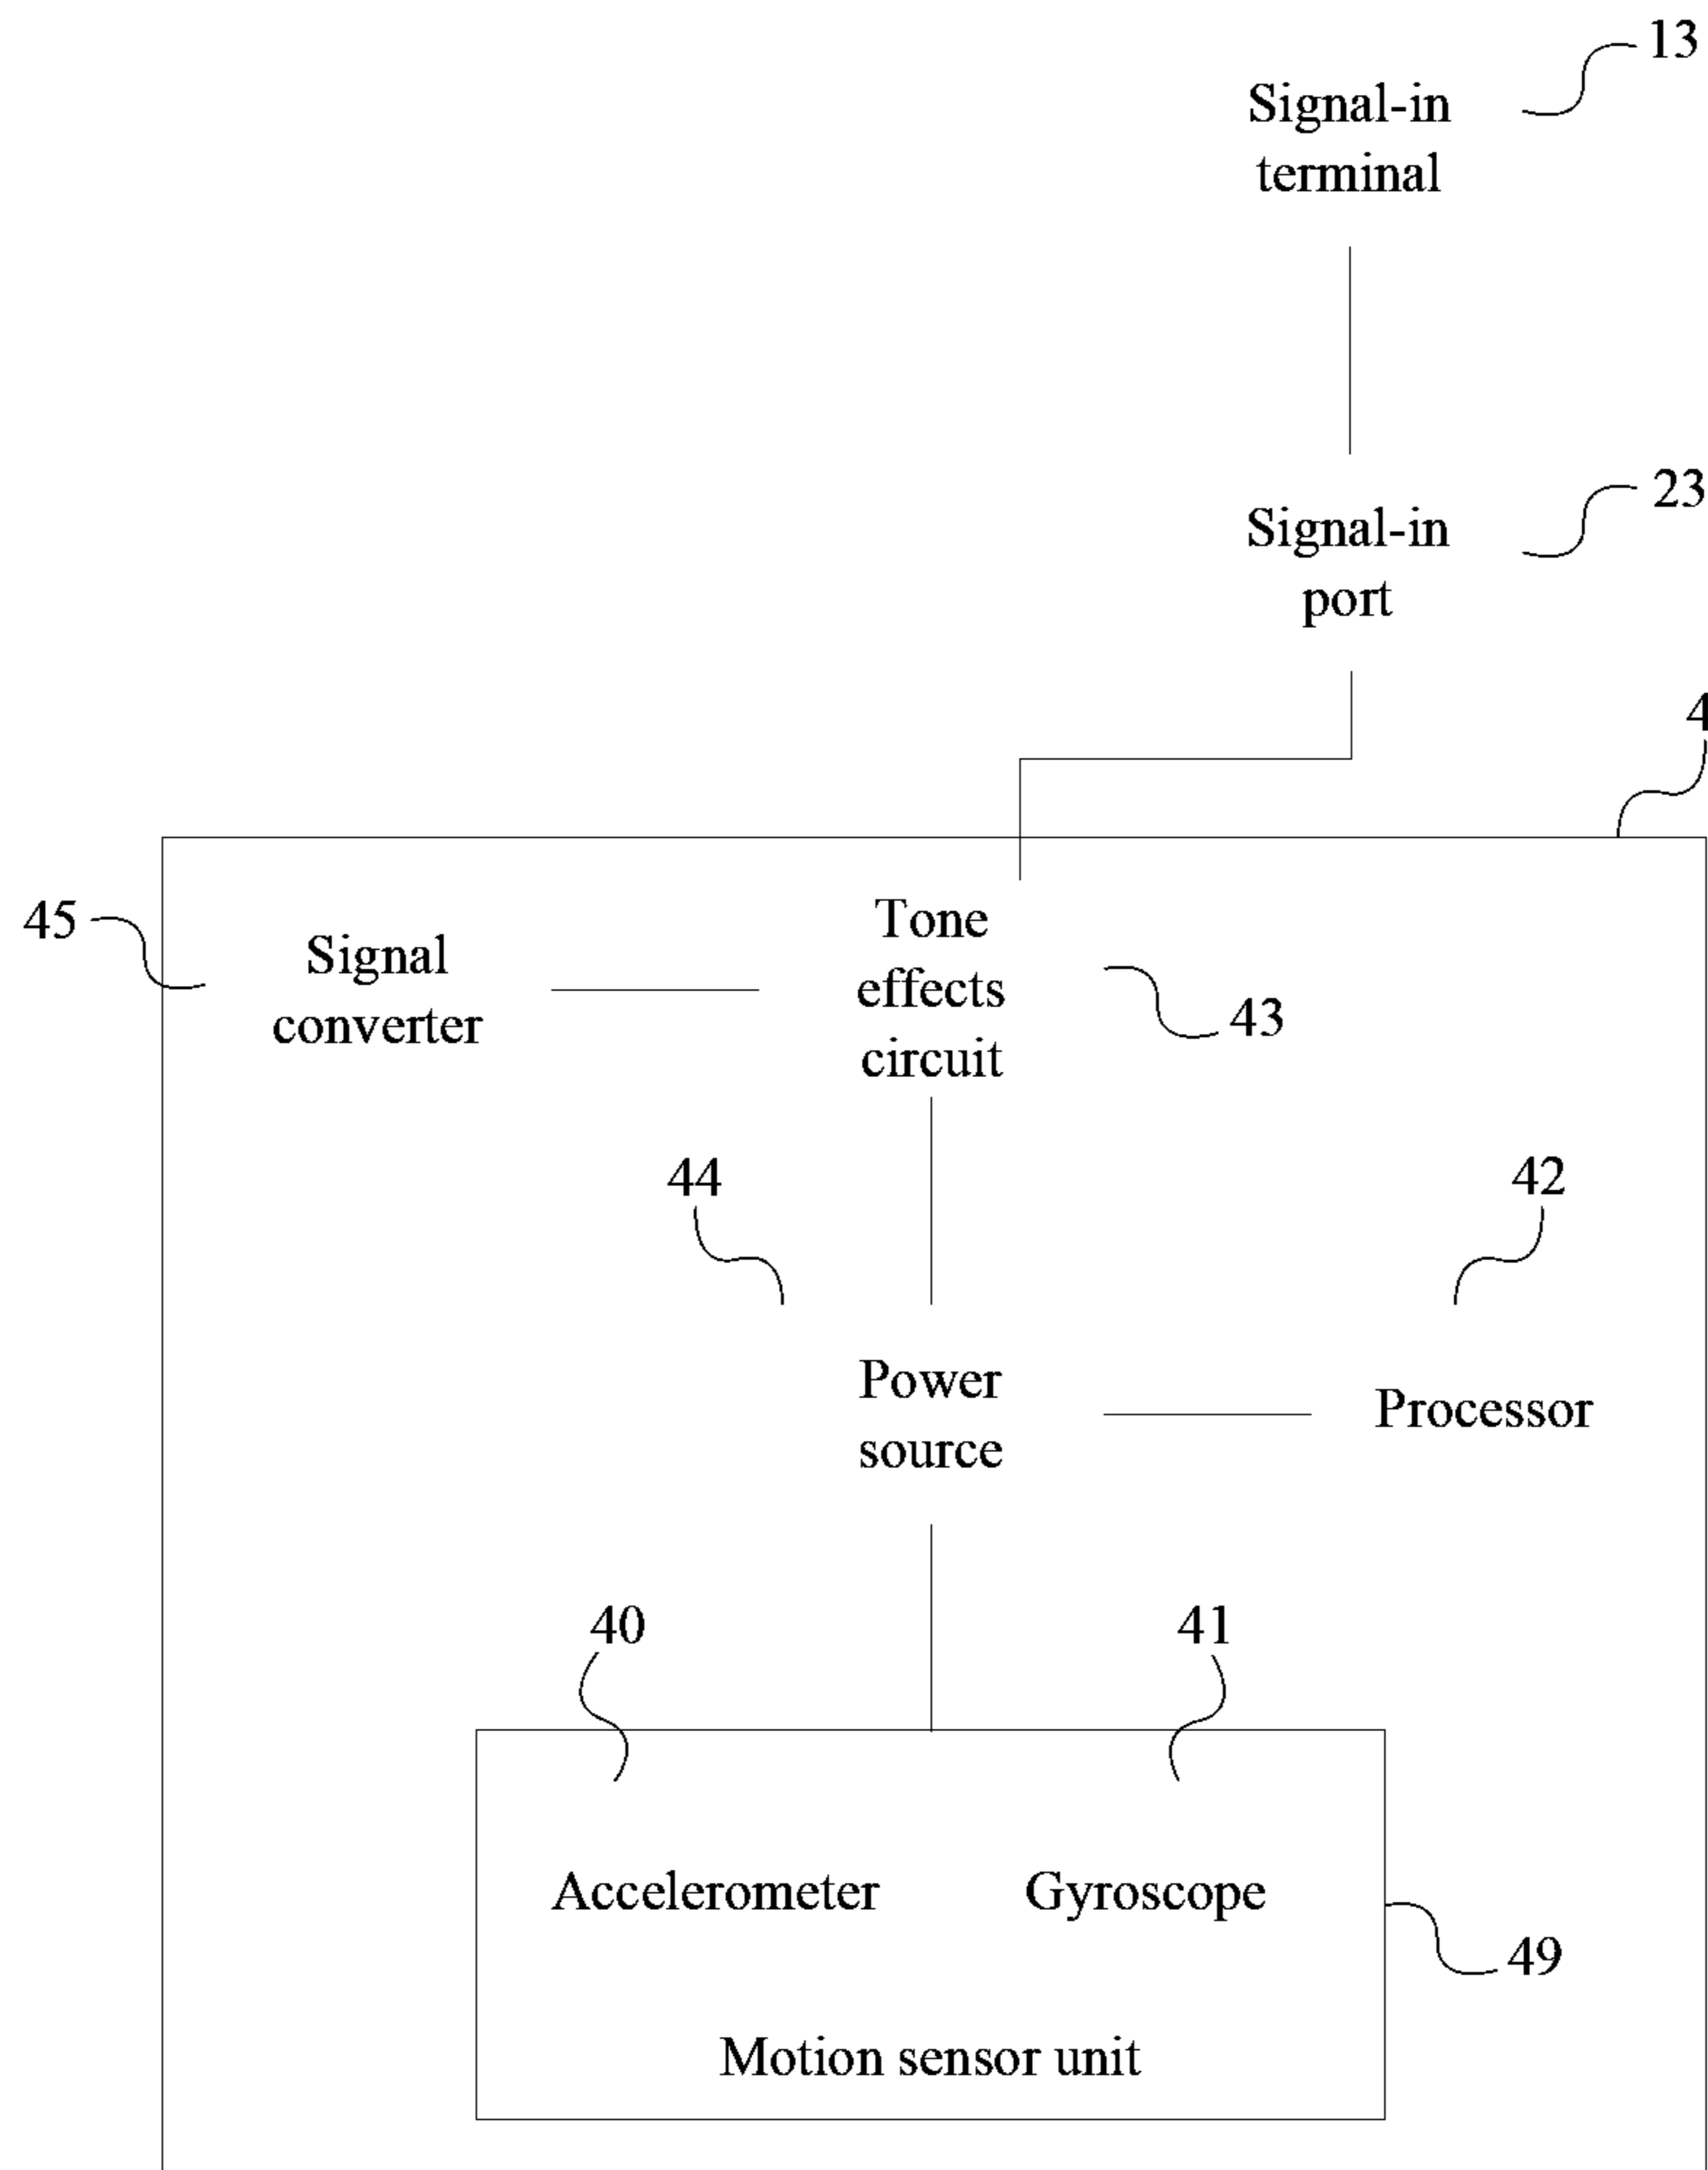 13
Signal-in
terminal
23
Signal-in
port
4
45
Signal
converter
Tone
effects
circuit
43
44
42
Power
source
Processor
40
41
Accelerometer
Gyroscope
49
Motion sensor unit